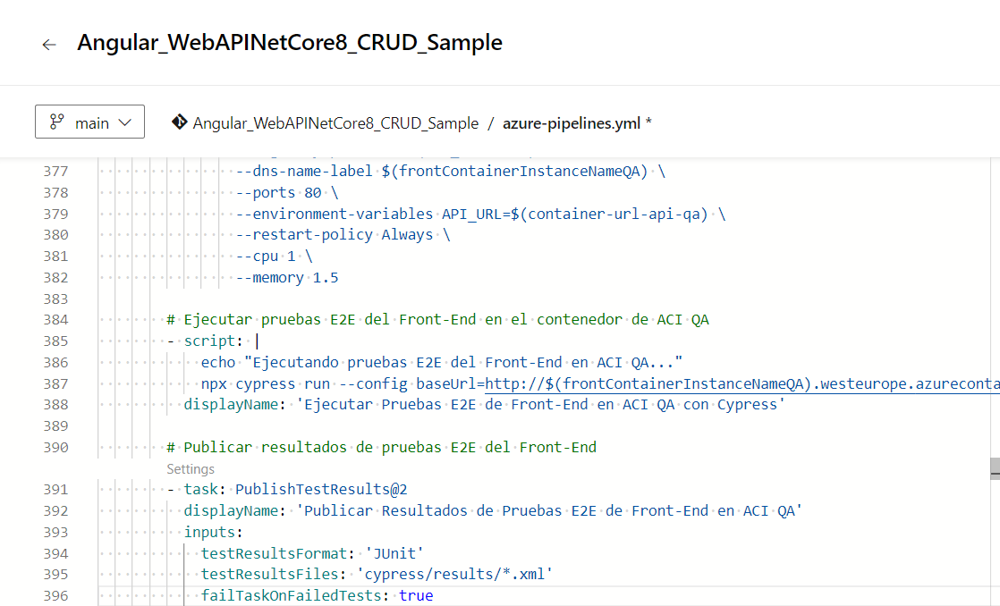 Angular_WebAPINetCore8_CRUD_Sample
main
Angular_WebAPINetCore8_CRUD_Sample / azure-pipelines.yml *
377 --dns-name-label $(frontContainerInstanceNameQA) \
378 --ports 80 \
379 --environment-variables API_URL=$(container-url-api-qa) \
380 --restart-policy Always \
381 --cpu 1 \
382 --memory 1.5
383
384 # Ejecutar pruebas E2E del Front-End en el contenedor de ACI QA
385 - script: |
386 echo "Ejecutando pruebas E2E del Front-End en ACI QA..."
387 npx cypress run --config baseUrl=http://$(frontContainerInstanceNameQA).westeurope.azureconta
388 displayName: 'Ejecutar Pruebas E2E de Front-End en ACI QA con Cypress'
389
390 # Publicar resultados de pruebas E2E del Front-End
Settings
391 - task: PublishTestResults@2
392 displayName: 'Publicar Resultados de Pruebas E2E de Front-End en ACI QA'
393 inputs:
394 testResultsFormat: 'JUnit'
395 testResultsFiles: 'cypress/results/*.xml'
396 failTaskOnFailedTests: true